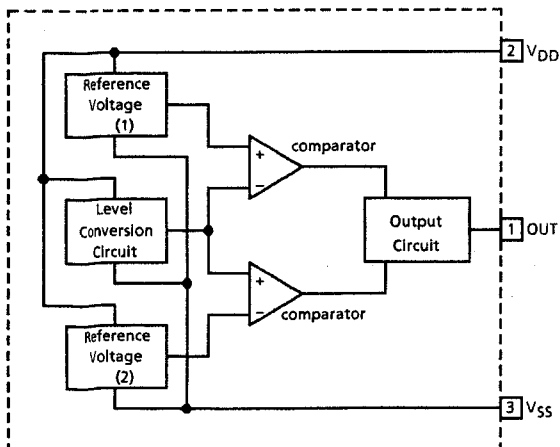 2 VDD
Reference
Voltage
(1)
comparator
+
−
Level
Conversion
Circuit
Output
Circuit
1 OUT
+
−
comparator
Reference
Voltage
(2)
3 VSS